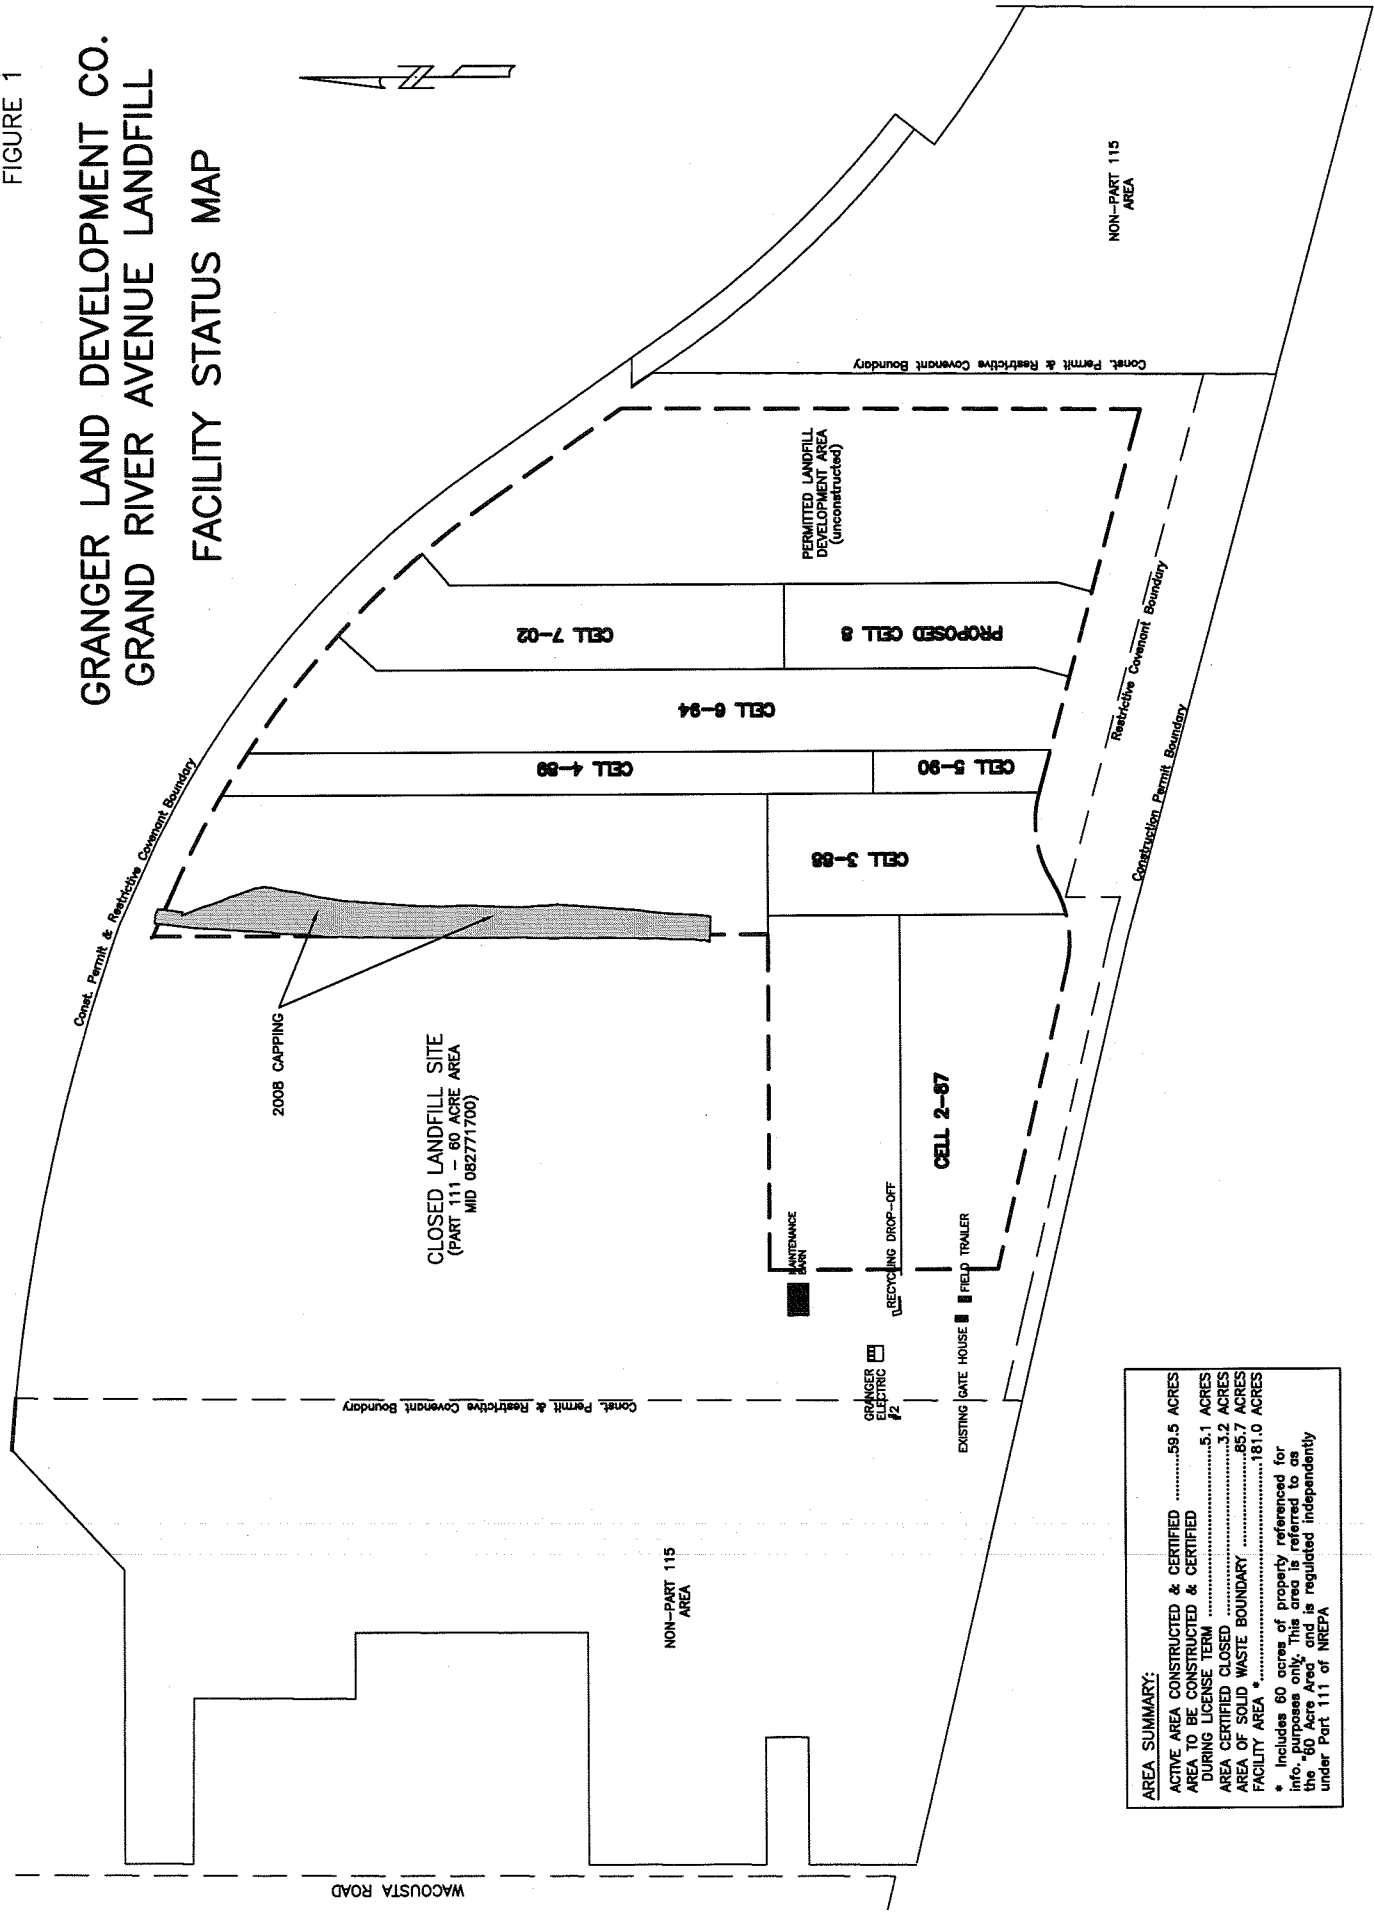 FIGURE 1
GRANGER LAND DEVELOPMENT CO.
GRAND RIVER AVENUE LANDFILL
FACILITY STATUS MAP
N
Const. Permit & Restrictive Covenant Boundary
2008 CAPPING
CLOSED LANDFILL SITE
(PART 111 - 60 ACRE AREA
MID 082771700)
Const. Permit & Restrictive Covenant Boundary
NON-PART 115
AREA
WACOUSTA ROAD
CELL 7-02
PROPOSED CELL 8
CELL 6-94
CELL 4-89
CELL 5-90
CELL 3-88
CELL 2-87
PERMITTED LANDFILL
DEVELOPMENT AREA
(unconstructed)
Const. Permit & Restrictive Covenant Boundary
NON-PART 115
AREA
Restrictive Covenant Boundary
Construction Permit Boundary
MAINTENANCE
BARN
RECYCLING DROP-OFF
GRANGER
ELECTRIC
#2
EXISTING GATE HOUSE
FIELD TRAILER
AREA SUMMARY:
ACTIVE AREA CONSTRUCTED & CERTIFIED ..........59.5 ACRES
AREA TO BE CONSTRUCTED & CERTIFIED
DURING LICENSE TERM ..............................5.1 ACRES
AREA CERTIFIED CLOSED ..............................3.2 ACRES
AREA OF SOLID WASTE BOUNDARY ..................85.7 ACRES
FACILITY AREA *......................................181.0 ACRES
* Includes 60 acres of property referenced for
info. purposes only. This area is referred to as
the "60 Acre Area" and is regulated independently
under Part 111 of NREPA